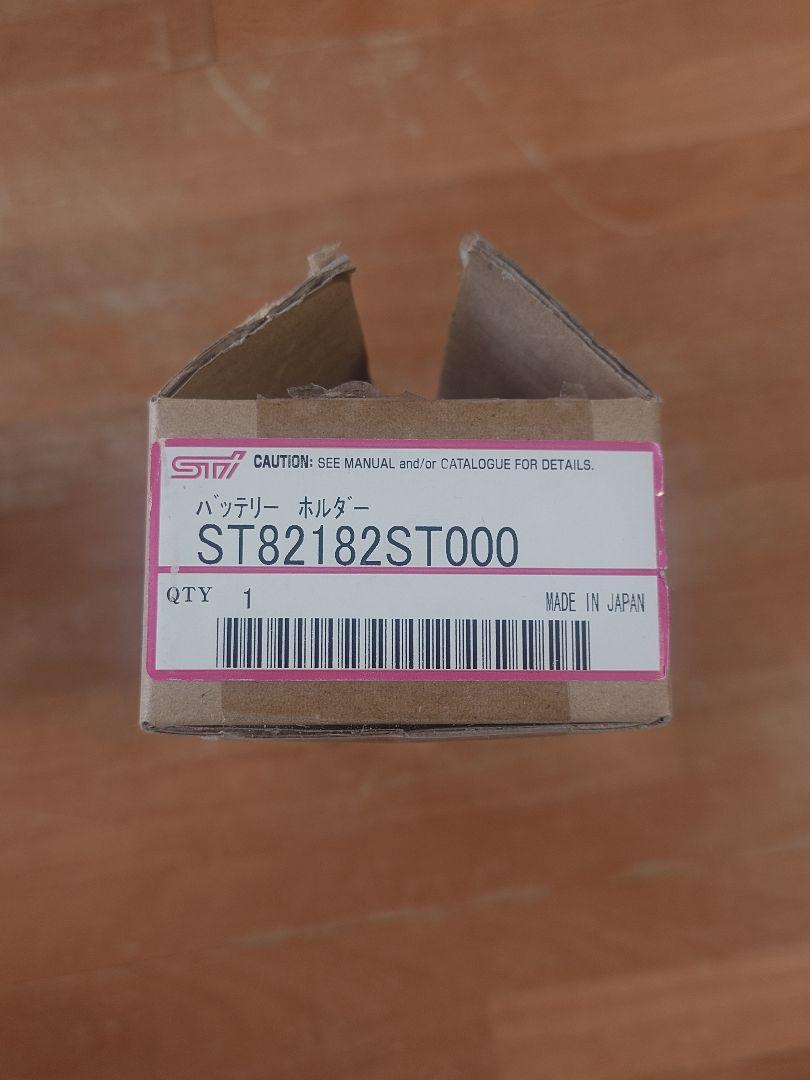 STI CAUTION: SEE MANUAL and/or CATALOGUE FOR DETAILS.
ﾊﾞｯﾃﾘｰ ﾎﾙﾀﾞｰ
ST82182ST000
QTY 1 MADE IN JAPAN